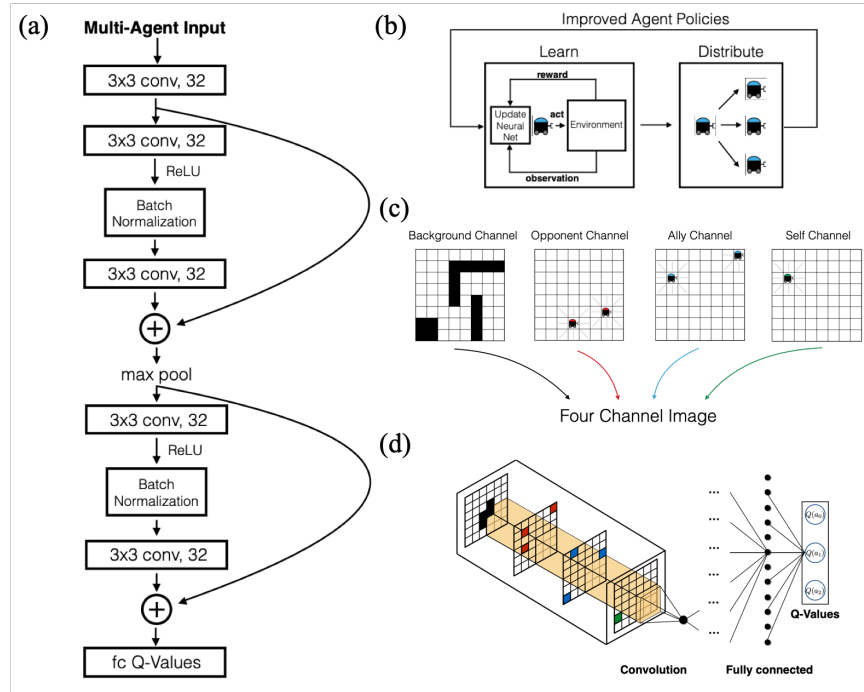 (a)
Multi-Agent Input
3x3 conv, 32
3x3 conv, 32
ReLU
Batch
Normalization
3x3 conv, 32
+
max pool
3x3 conv, 32
ReLU
Batch
Normalization
3x3 conv, 32
+
fc Q-Values
(b)
Improved Agent Policies
Learn
Distribute
reward
Update
Neural
Net
act
Environment
observation
(c)
Background Channel
Opponent Channel
Ally Channel
Self Channel
Four Channel Image
(d)
...
...
...
...
...
...
...
...
Q(a₀)
Q(a₁)
Q(a₂)
Q-Values
Convolution
Fully connected